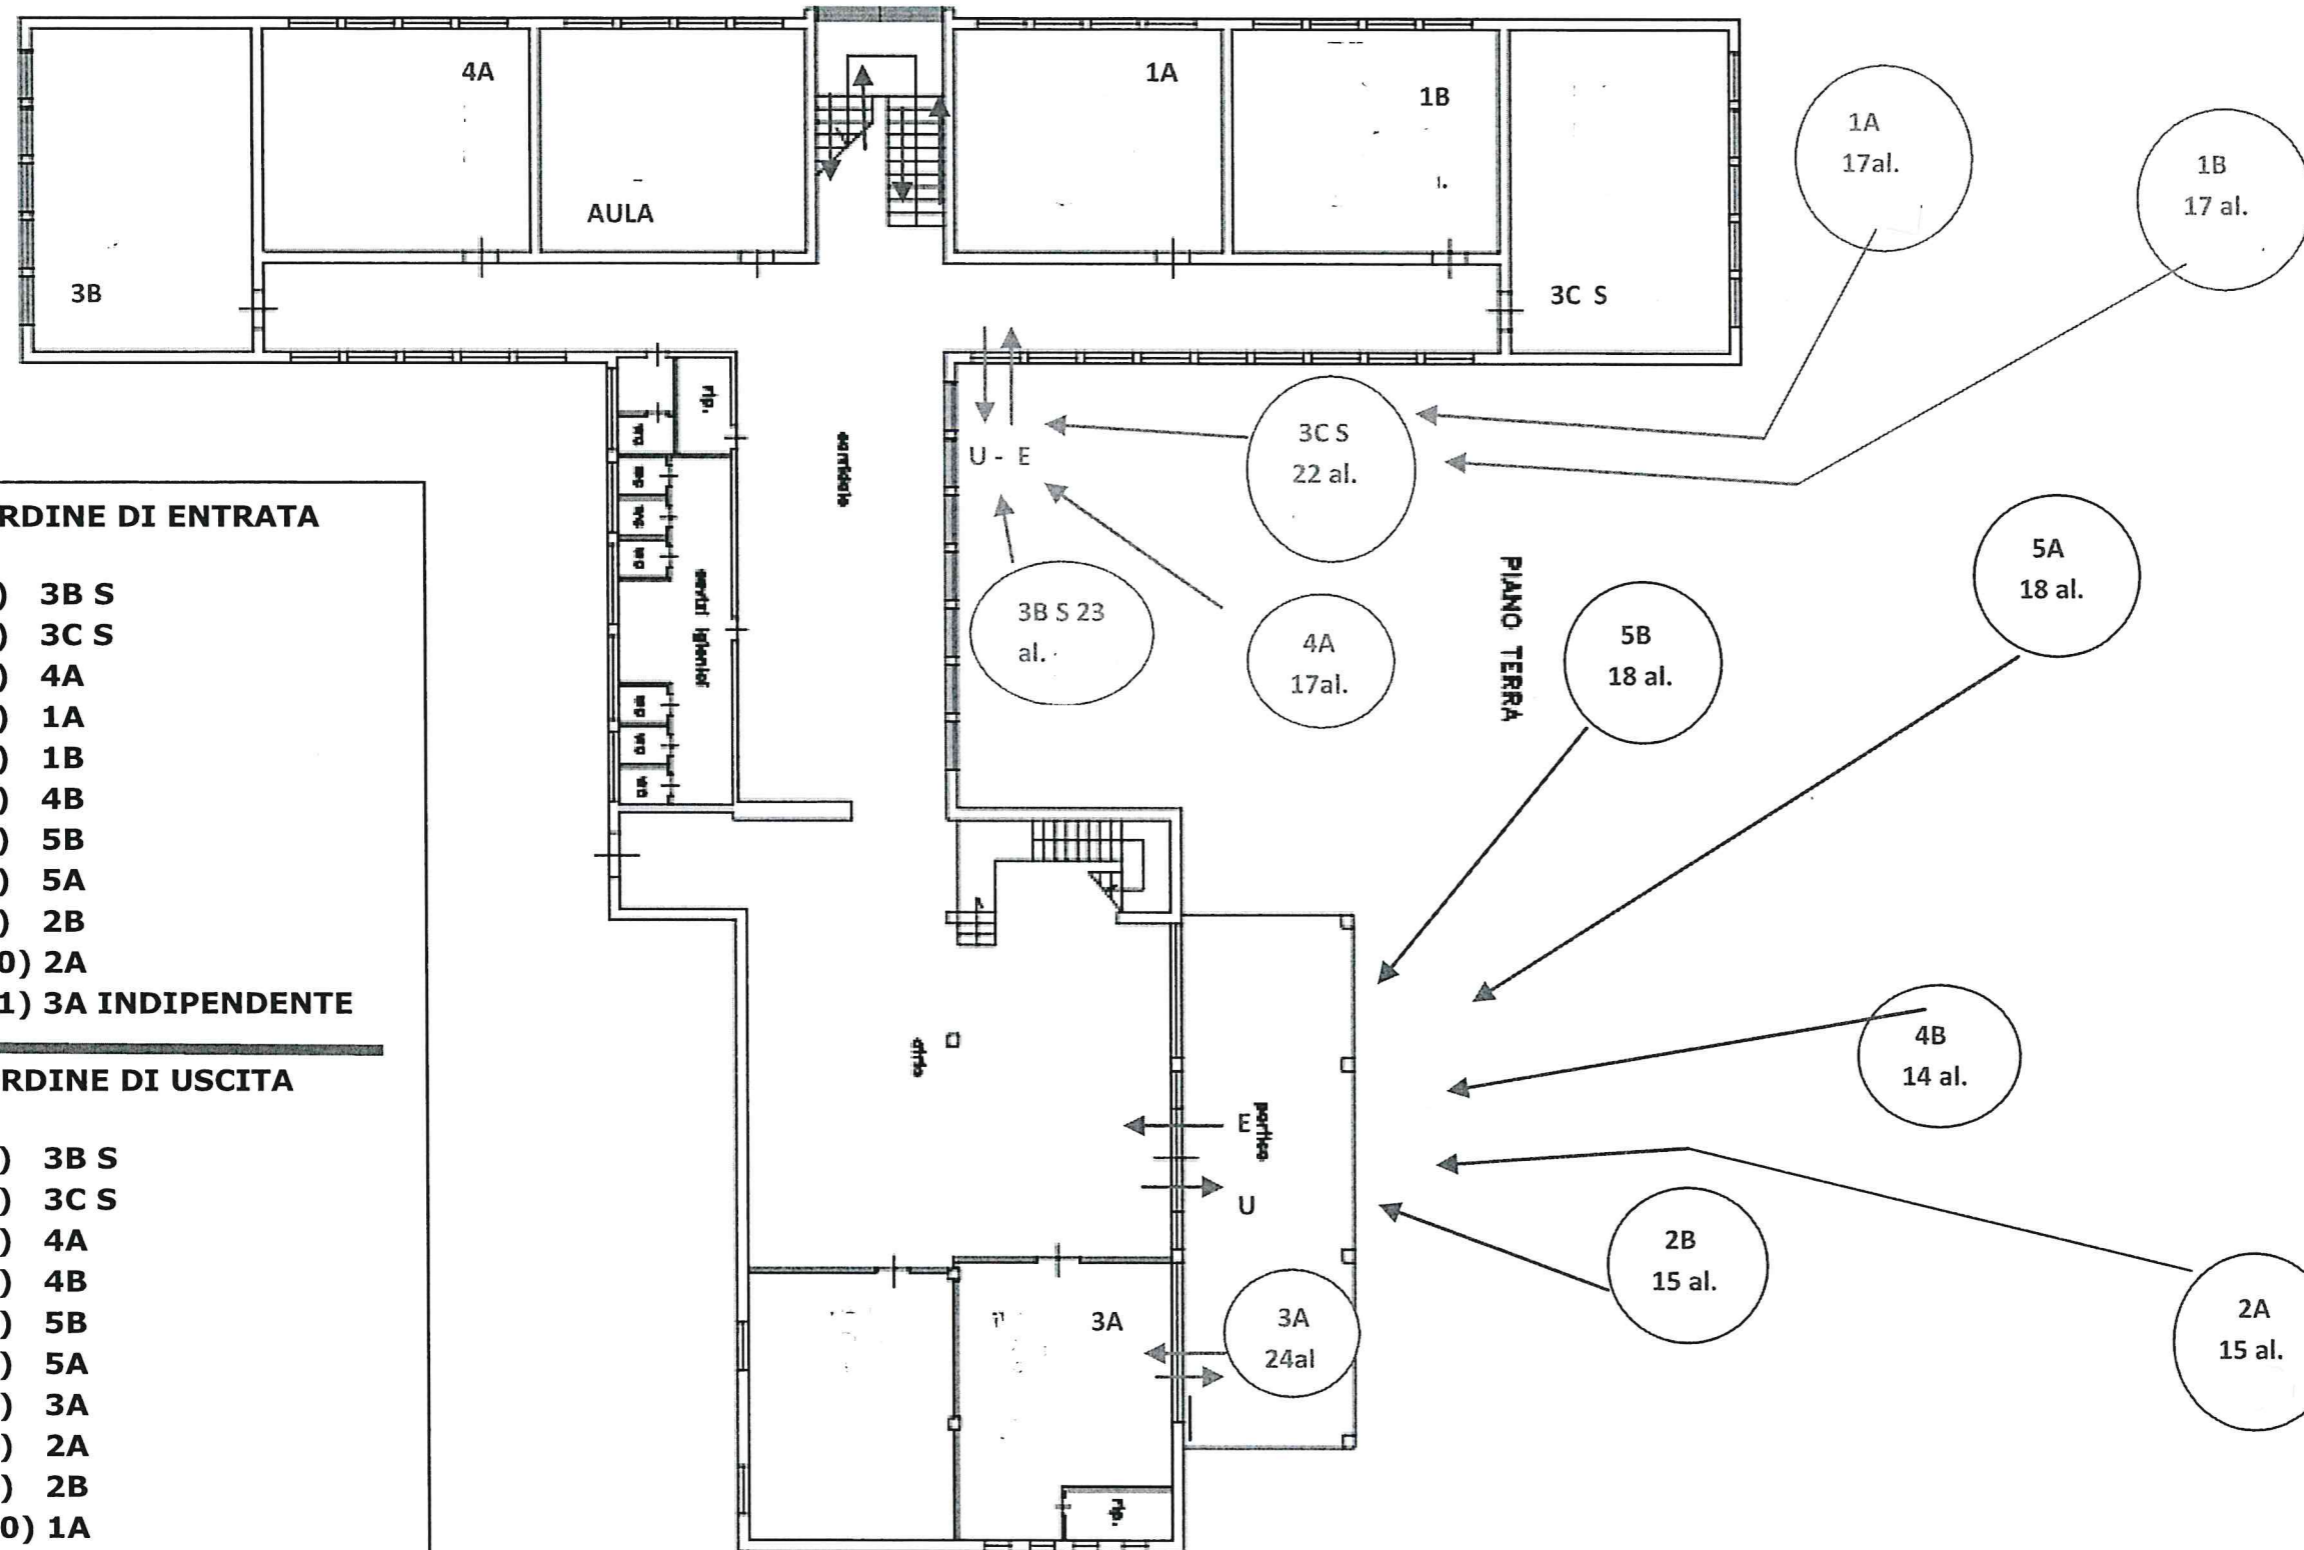 4A
1A
1B
AULA
3B
3C S
1A
17al.
1B
17 al.
rip.
corridoio
U - E
3C S
22 al.
3B S 23
al.
4A
17al.
PIANO TERRA
5B
18 al.
5A
18 al.
servizi igienici
RDINE DI ENTRATA
) 3B S
) 3C S
) 4A
) 1A
) 1B
) 4B
) 5B
) 5A
) 2B
0) 2A
1) 3A INDIPENDENTE
RDINE DI USCITA
) 3B S
) 3C S
) 4A
) 4B
) 5B
) 5A
) 3A
) 2A
) 2B
0) 1A
atrio
E
portico
U
4B
14 al.
2B
15 al.
2A
15 al.
3A
3A
24al
rip.